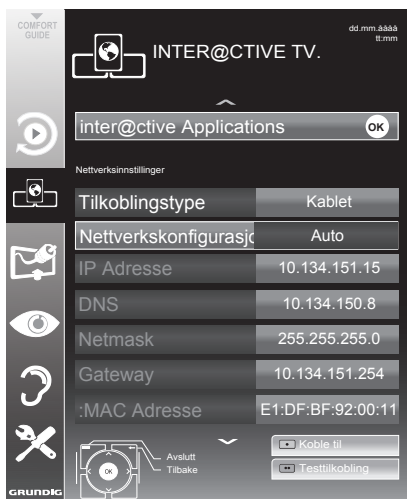 COMFORT
GUIDE
dd.mm.åååå
tt:mm
INTER@CTIVE TV.
inter@ctive Applications OK
Nettverksinnstillinger
Tilkoblingstype Kablet
Nettverkskonfigurasjo Auto
IP Adresse 10.134.151.15
DNS 10.134.150.8
Netmask 255.255.255.0
Gateway 10.134.151.254
:MAC Adresse E1:DF:BF:92:00:11
Avslutt
Tilbake
OK
Koble til
Testtilkobling
GRUNDIG